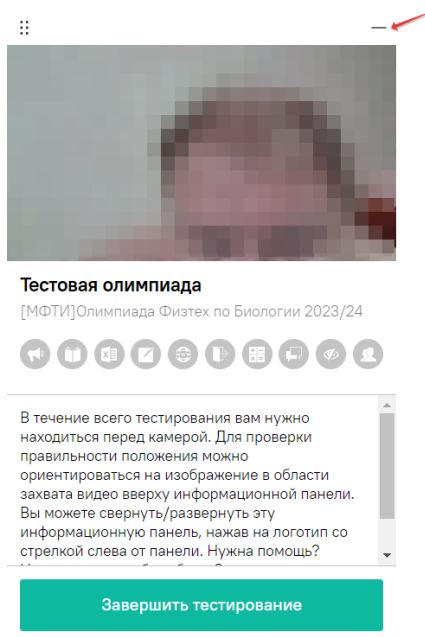 Тестовая олимпиада
[МФТИ]Олимпиада Физтех по Биологии 2023/24
В течение всего тестирования вам нужно
находиться перед камерой. Для проверки
правильности положения можно
ориентироваться на изображение в области
захвата видео вверху информационной панели.
Вы можете свернуть/развернуть эту
информационную панель, нажав на логотип со
стрелкой слева от панели. Нужна помощь?
Завершить тестирование